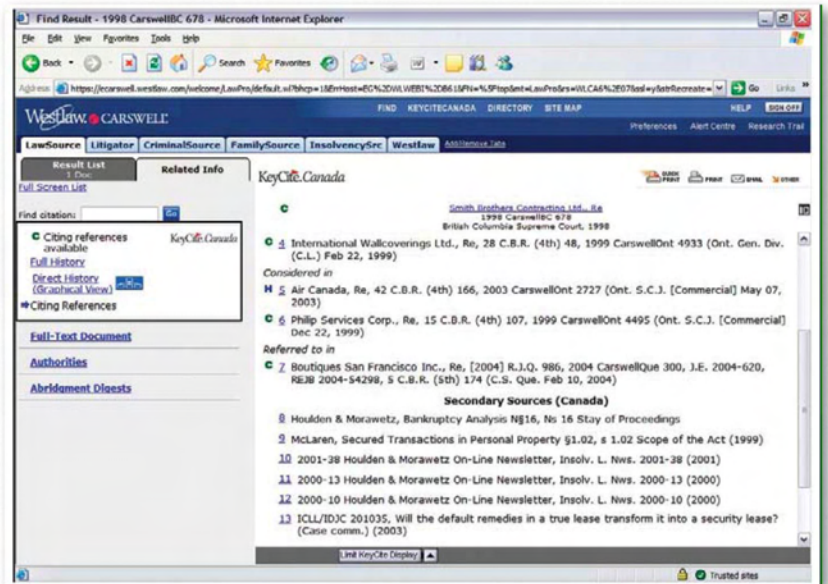 Find Result - 1998 CarswellBC 678 - Microsoft Internet Explorer
File Edit View Favorites Tools Help
Back Search Favorites
Address https://ecarswell.westlaw.com/welcome/LawPro/default.wl?
Go Links
Westlaw. CARSWELL
FIND KEYCITECANADA DIRECTORY SITE MAP HELP SIGN OFF
Preferences Alert Centre Research Trail
LawSource Litigator CriminalSource FamilySource InsolvencySrc Westlaw Add/Remove Tabs
Result List
1 Doc
Related Info
Full Screen List
Find citation: Go
C Citing references available
KeyCite.Canada
Full History
Direct History
(Graphical View)
Citing References
Full-Text Document
Authorities
Abridgment Digests
KeyCite.Canada
QUICK PRINT PRINT EMAIL OTHER
C Smith Brothers Contracting Ltd., Re
1998 CarswellBC 678
British Columbia Supreme Court, 1998
C 4 International Wallcoverings Ltd., Re, 28 C.B.R. (4th) 48, 1999 CarswellOnt 4933 (Ont. Gen. Div.
(C.L.) Feb 22, 1999)
Considered in
H 5 Air Canada, Re, 42 C.B.R. (4th) 166, 2003 CarswellOnt 2727 (Ont. S.C.J. [Commercial] May 07,
2003)
C 6 Philip Services Corp., Re, 15 C.B.R. (4th) 107, 1999 CarswellOnt 4495 (Ont. S.C.J. [Commercial]
Dec 22, 1999)
Referred to in
C 7 Boutiques San Francisco Inc., Re, [2004] R.J.Q. 986, 2004 CarswellQue 300, J.E. 2004-620,
REJB 2004-54298, 5 C.B.R. (5th) 174 (C.S. Que. Feb 10, 2004)
Secondary Sources (Canada)
8 Houlden & Morawetz, Bankruptcy Analysis N§16, Ns 16 Stay of Proceedings
9 McLaren, Secured Transactions in Personal Property §1.02, s 1.02 Scope of the Act (1999)
10 2001-38 Houlden & Morawetz On-Line Newsletter, Insolv. L. Nws. 2001-38 (2001)
11 2000-13 Houlden & Morawetz On-Line Newsletter, Insolv. L. Nws. 2000-13 (2000)
12 2000-10 Houlden & Morawetz On-Line Newsletter, Insolv. L. Nws. 2000-10 (2000)
13 ICLL/IDJC 201035, Will the default remedies in a true lease transform it into a security lease?
(Case comm.) (2003)
Limit KeyCite Display
Trusted sites